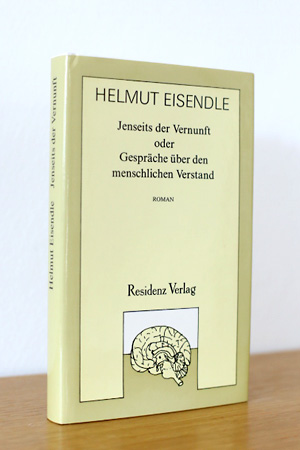 HELMUT EISENDLE
Jenseits der Vernunft
oder
Gespräche über den
menschlichen Verstand
ROMAN
Residenz Verlag
Helmut Eisendle Jenseits der Vernunft